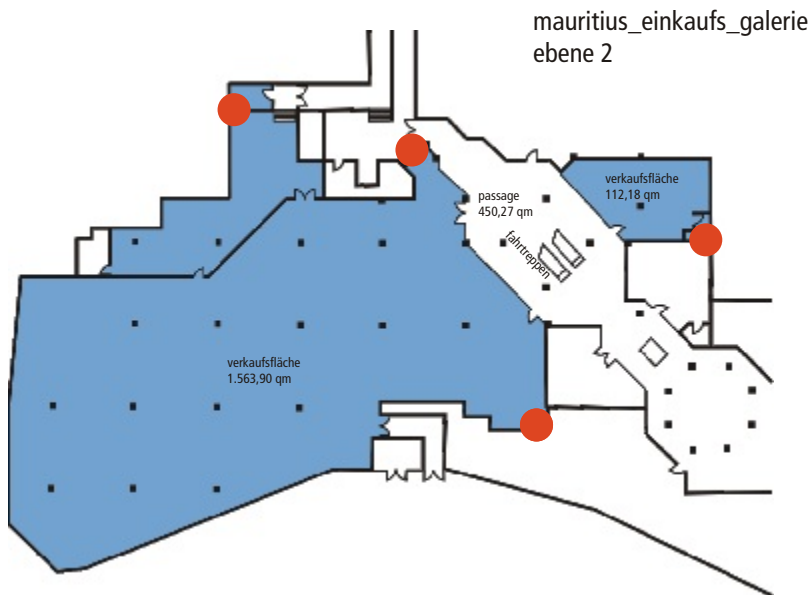 mauritius_einkaufs_galerie
ebene 2
verkaufsfläche
112,18 qm
passage
450,27 qm
fahrtreppen
verkaufsfläche
1.563,90 qm